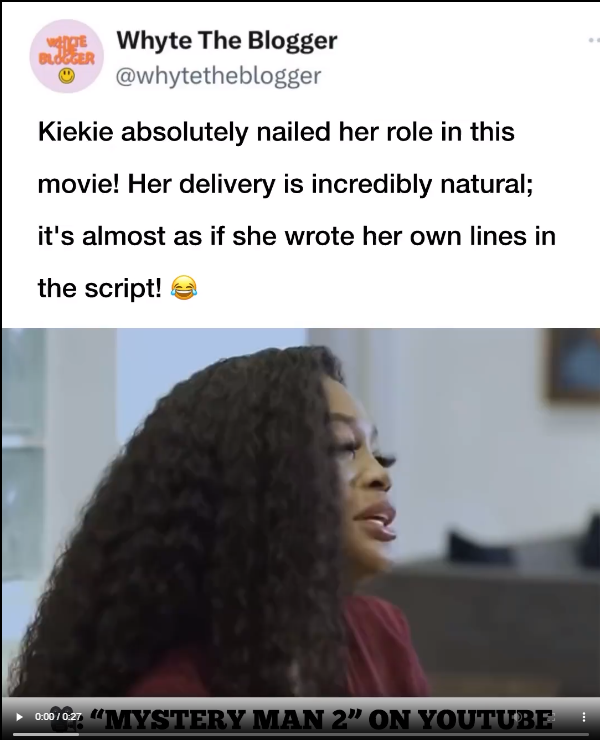 WHYTE
THE
BLOGGER
Whyte The Blogger
@whytetheblogger
Kiekie absolutely nailed her role in this
movie! Her delivery is incredibly natural;
it's almost as if she wrote her own lines in
the script! 😂
0:00 / 0:27
: “MYSTERY MAN 2” ON YOUTUBE